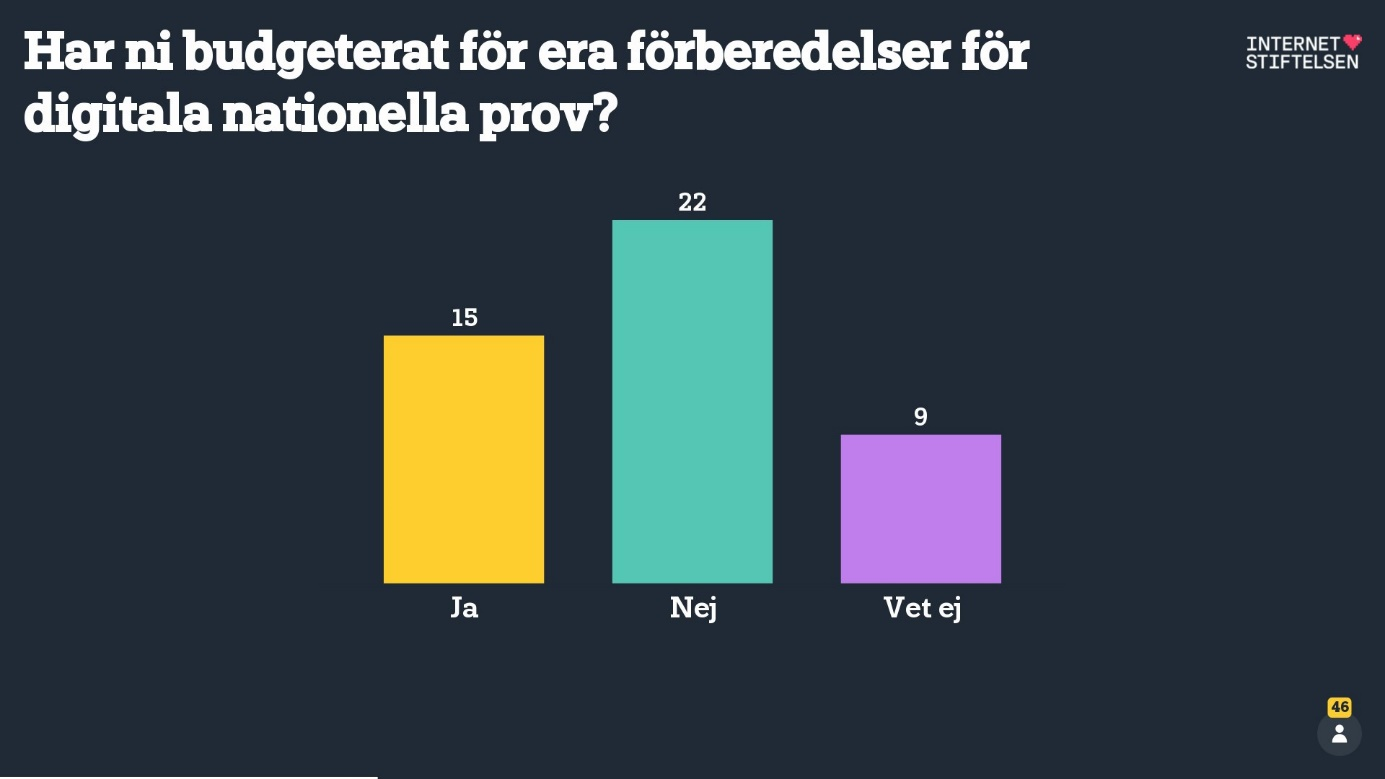 Har ni budgeterat för era förberedelser för
digitala nationella prov?
INTERNET
STIFTELSEN
22
15
9
Ja
Nej
Vet ej
46